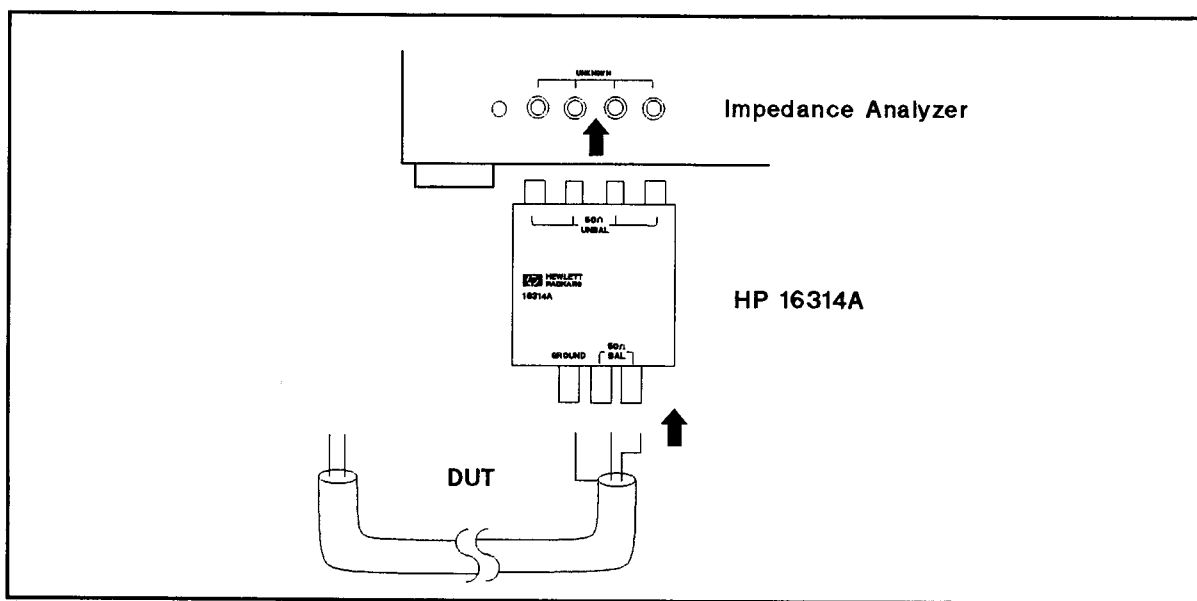 UNKNOWN
Impedance Analyzer
50Ω
UNBAL
HEWLETT
PACKARD
16314A
HP 16314A
GROUND
50Ω
BAL
DUT